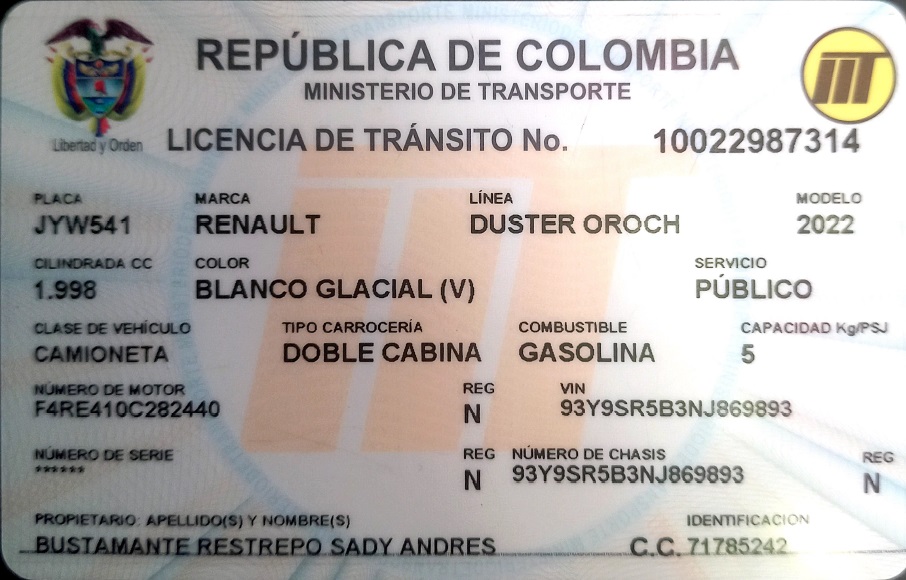 REPÚBLICA DE COLOMBIA
MINISTERIO DE TRANSPORTE
Libertad y Orden
LICENCIA DE TRÁNSITO No. 10022987314
PLACA MARCA LÍNEA MODELO
JYW541 RENAULT DUSTER OROCH 2022
CILINDRADA CC COLOR SERVICIO
1.998 BLANCO GLACIAL (V) PÚBLICO
CLASE DE VEHÍCULO TIPO CARROCERÍA COMBUSTIBLE CAPACIDAD Kg/PSJ
CAMIONETA DOBLE CABINA GASOLINA 5
NÚMERO DE MOTOR REG VIN
F4RE410C282440 N 93Y9SR5B3NJ869893
NÚMERO DE SERIE REG NÚMERO DE CHASIS REG
****** N 93Y9SR5B3NJ869893 N
PROPIETARIO: APELLIDO(S) Y NOMBRE(S) IDENTIFICACIÓN
BUSTAMANTE RESTREPO SADY ANDRES C.C. 71785242